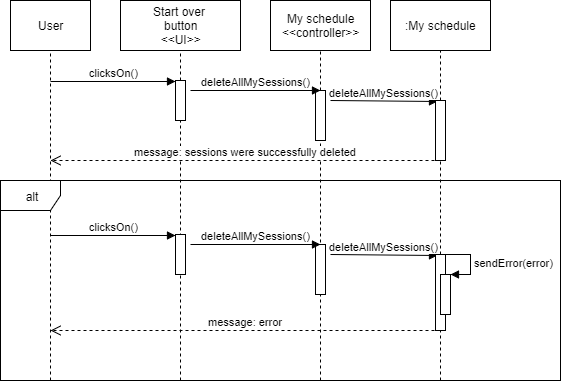 User
Start over
button
<<UI>>
My schedule
<<controller>>
:My schedule
clicksOn()
deleteAllMySessions()
deleteAllMySessions()
message: sessions were successfully deleted
alt
clicksOn()
deleteAllMySessions()
deleteAllMySessions()
sendError(error)
message: error